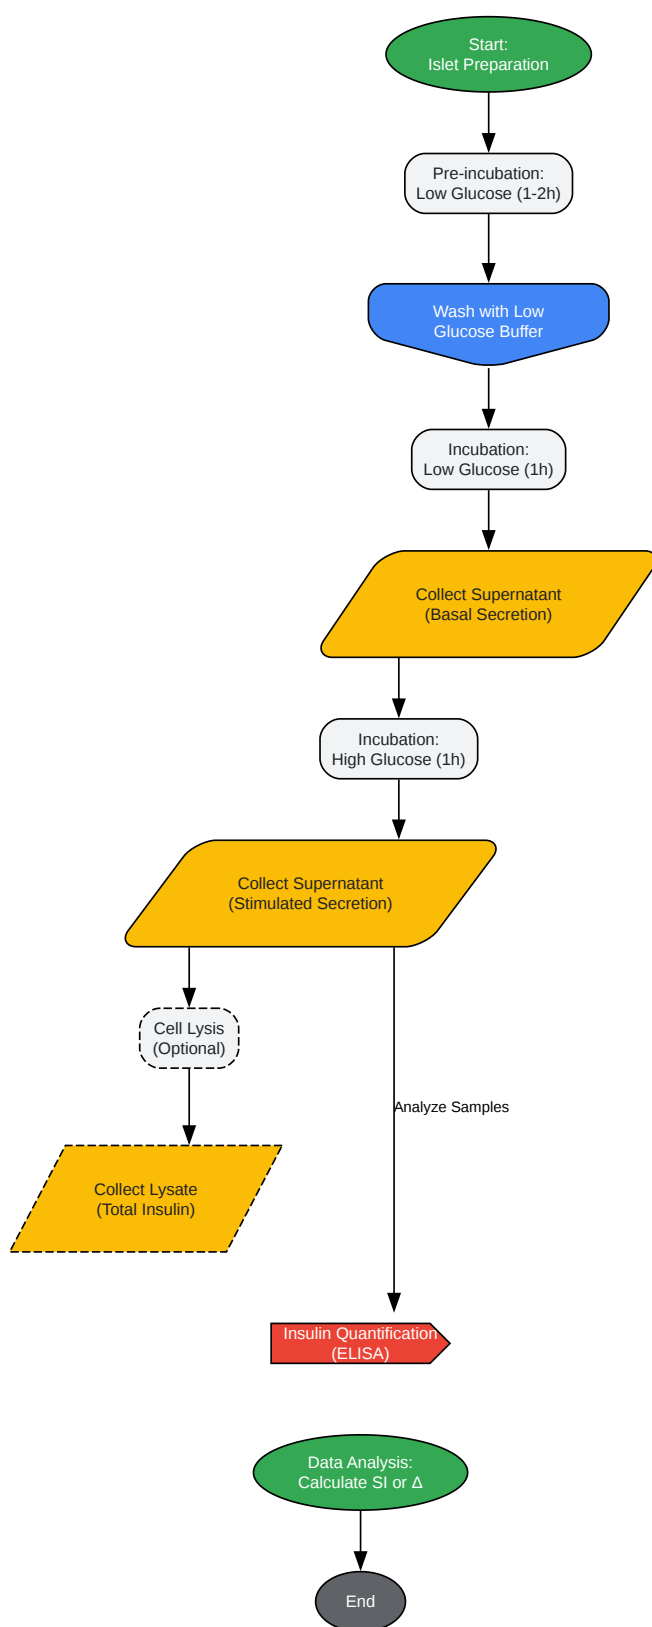 Start:
Islet Preparation
Pre-incubation:
Low Glucose (1-2h)
Wash with Low
Glucose Buffer
Incubation:
Low Glucose (1h)
Collect Supernatant
(Basal Secretion)
Incubation:
High Glucose (1h)
Collect Supernatant
(Stimulated Secretion)
Cell Lysis
(Optional)
Analyze Samples
Collect Lysate
(Total Insulin)
Insulin Quantification
(ELISA)
Data Analysis:
Calculate SI or Δ
End